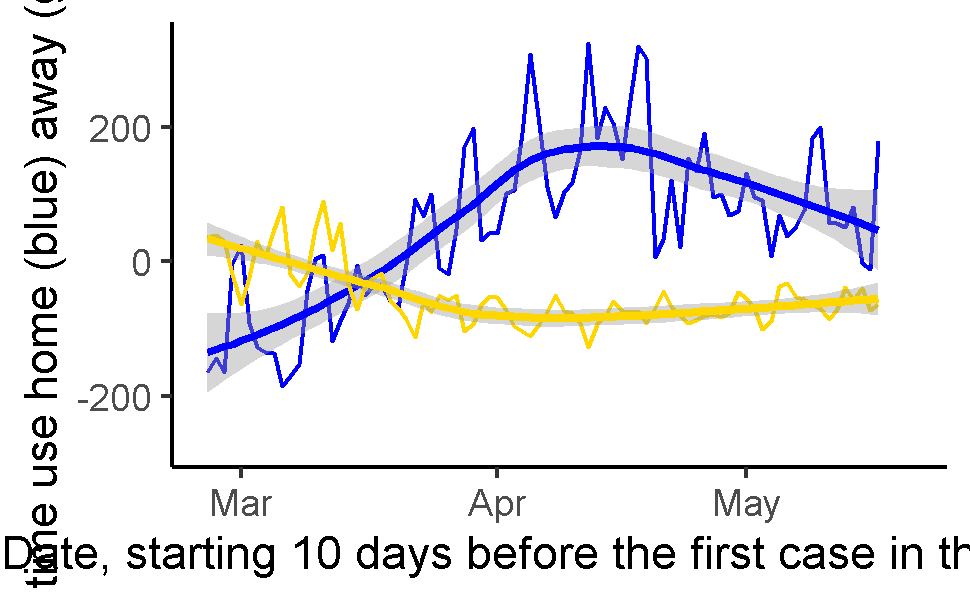 time use home (blue) away (
200
0
-200
Mar Apr May
Date, starting 10 days before the first case in th